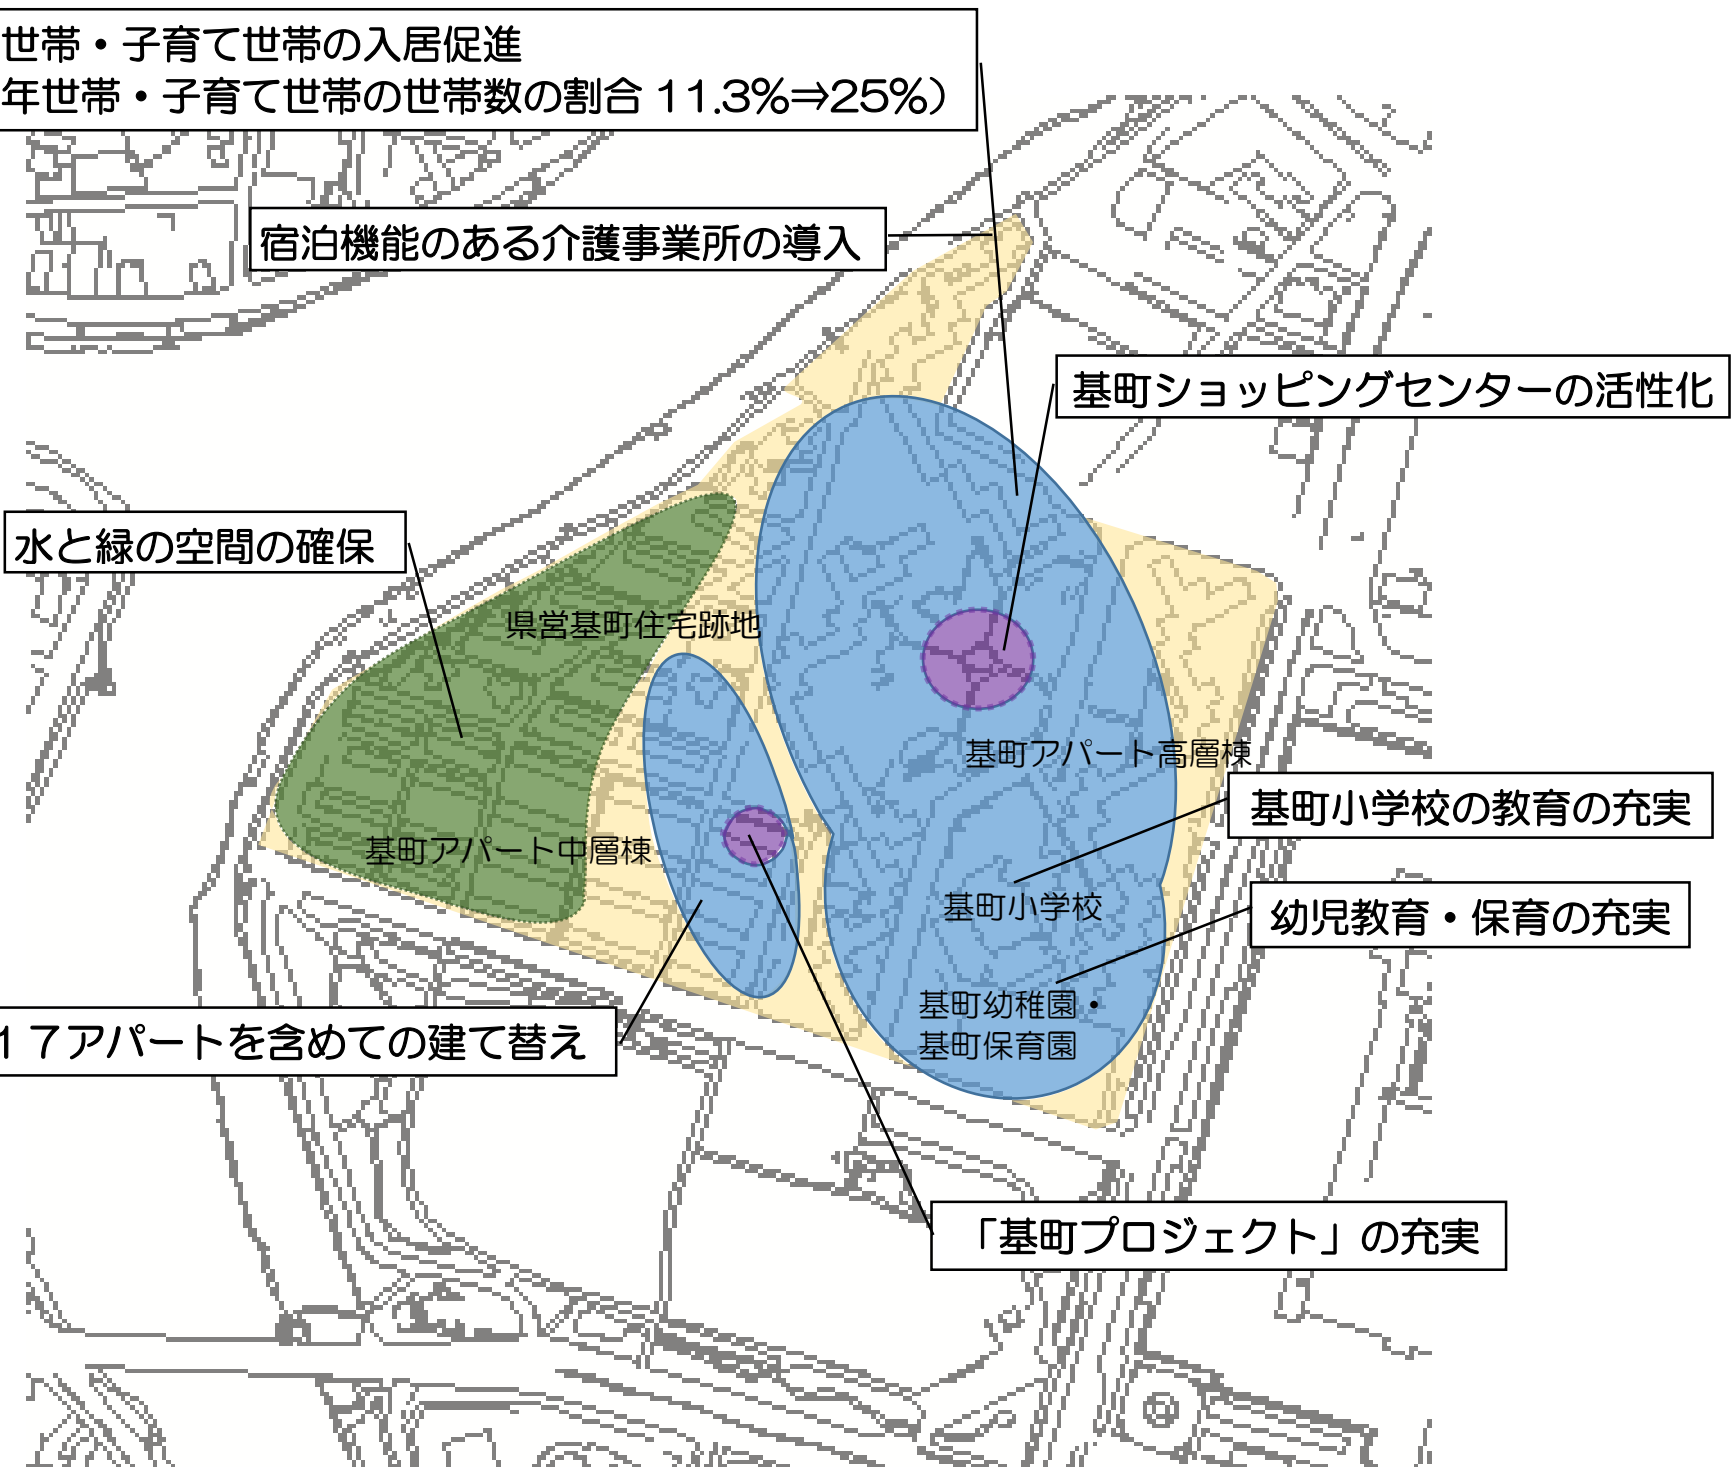 世帯・子育て世帯の入居促進
年世帯・子育て世帯の世帯数の割合 11.3%⇒25%）
宿泊機能のある介護事業所の導入
基町ショッピングセンターの活性化
水と緑の空間の確保
県営基町住宅跡地
基町アパート高層棟
基町小学校の教育の充実
基町アパート中層棟
基町小学校
幼児教育・保育の充実
基町幼稚園・
基町保育園
１７アパートを含めての建て替え
「基町プロジェクト」の充実